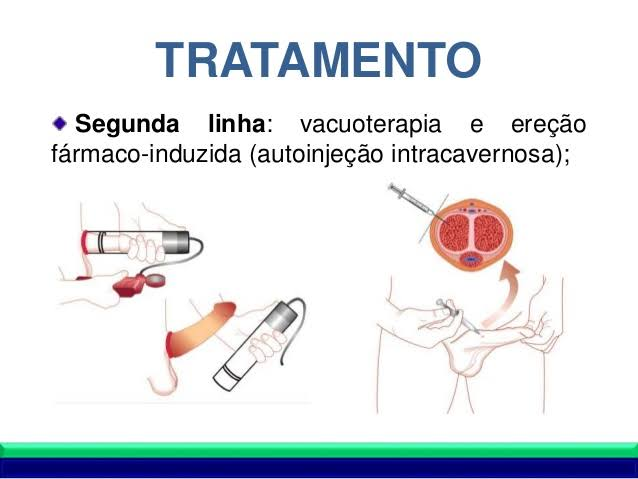 TRATAMENTO
Segunda linha: vacuoterapia e ereção
fármaco-induzida (autoinjeção intracavernosa);